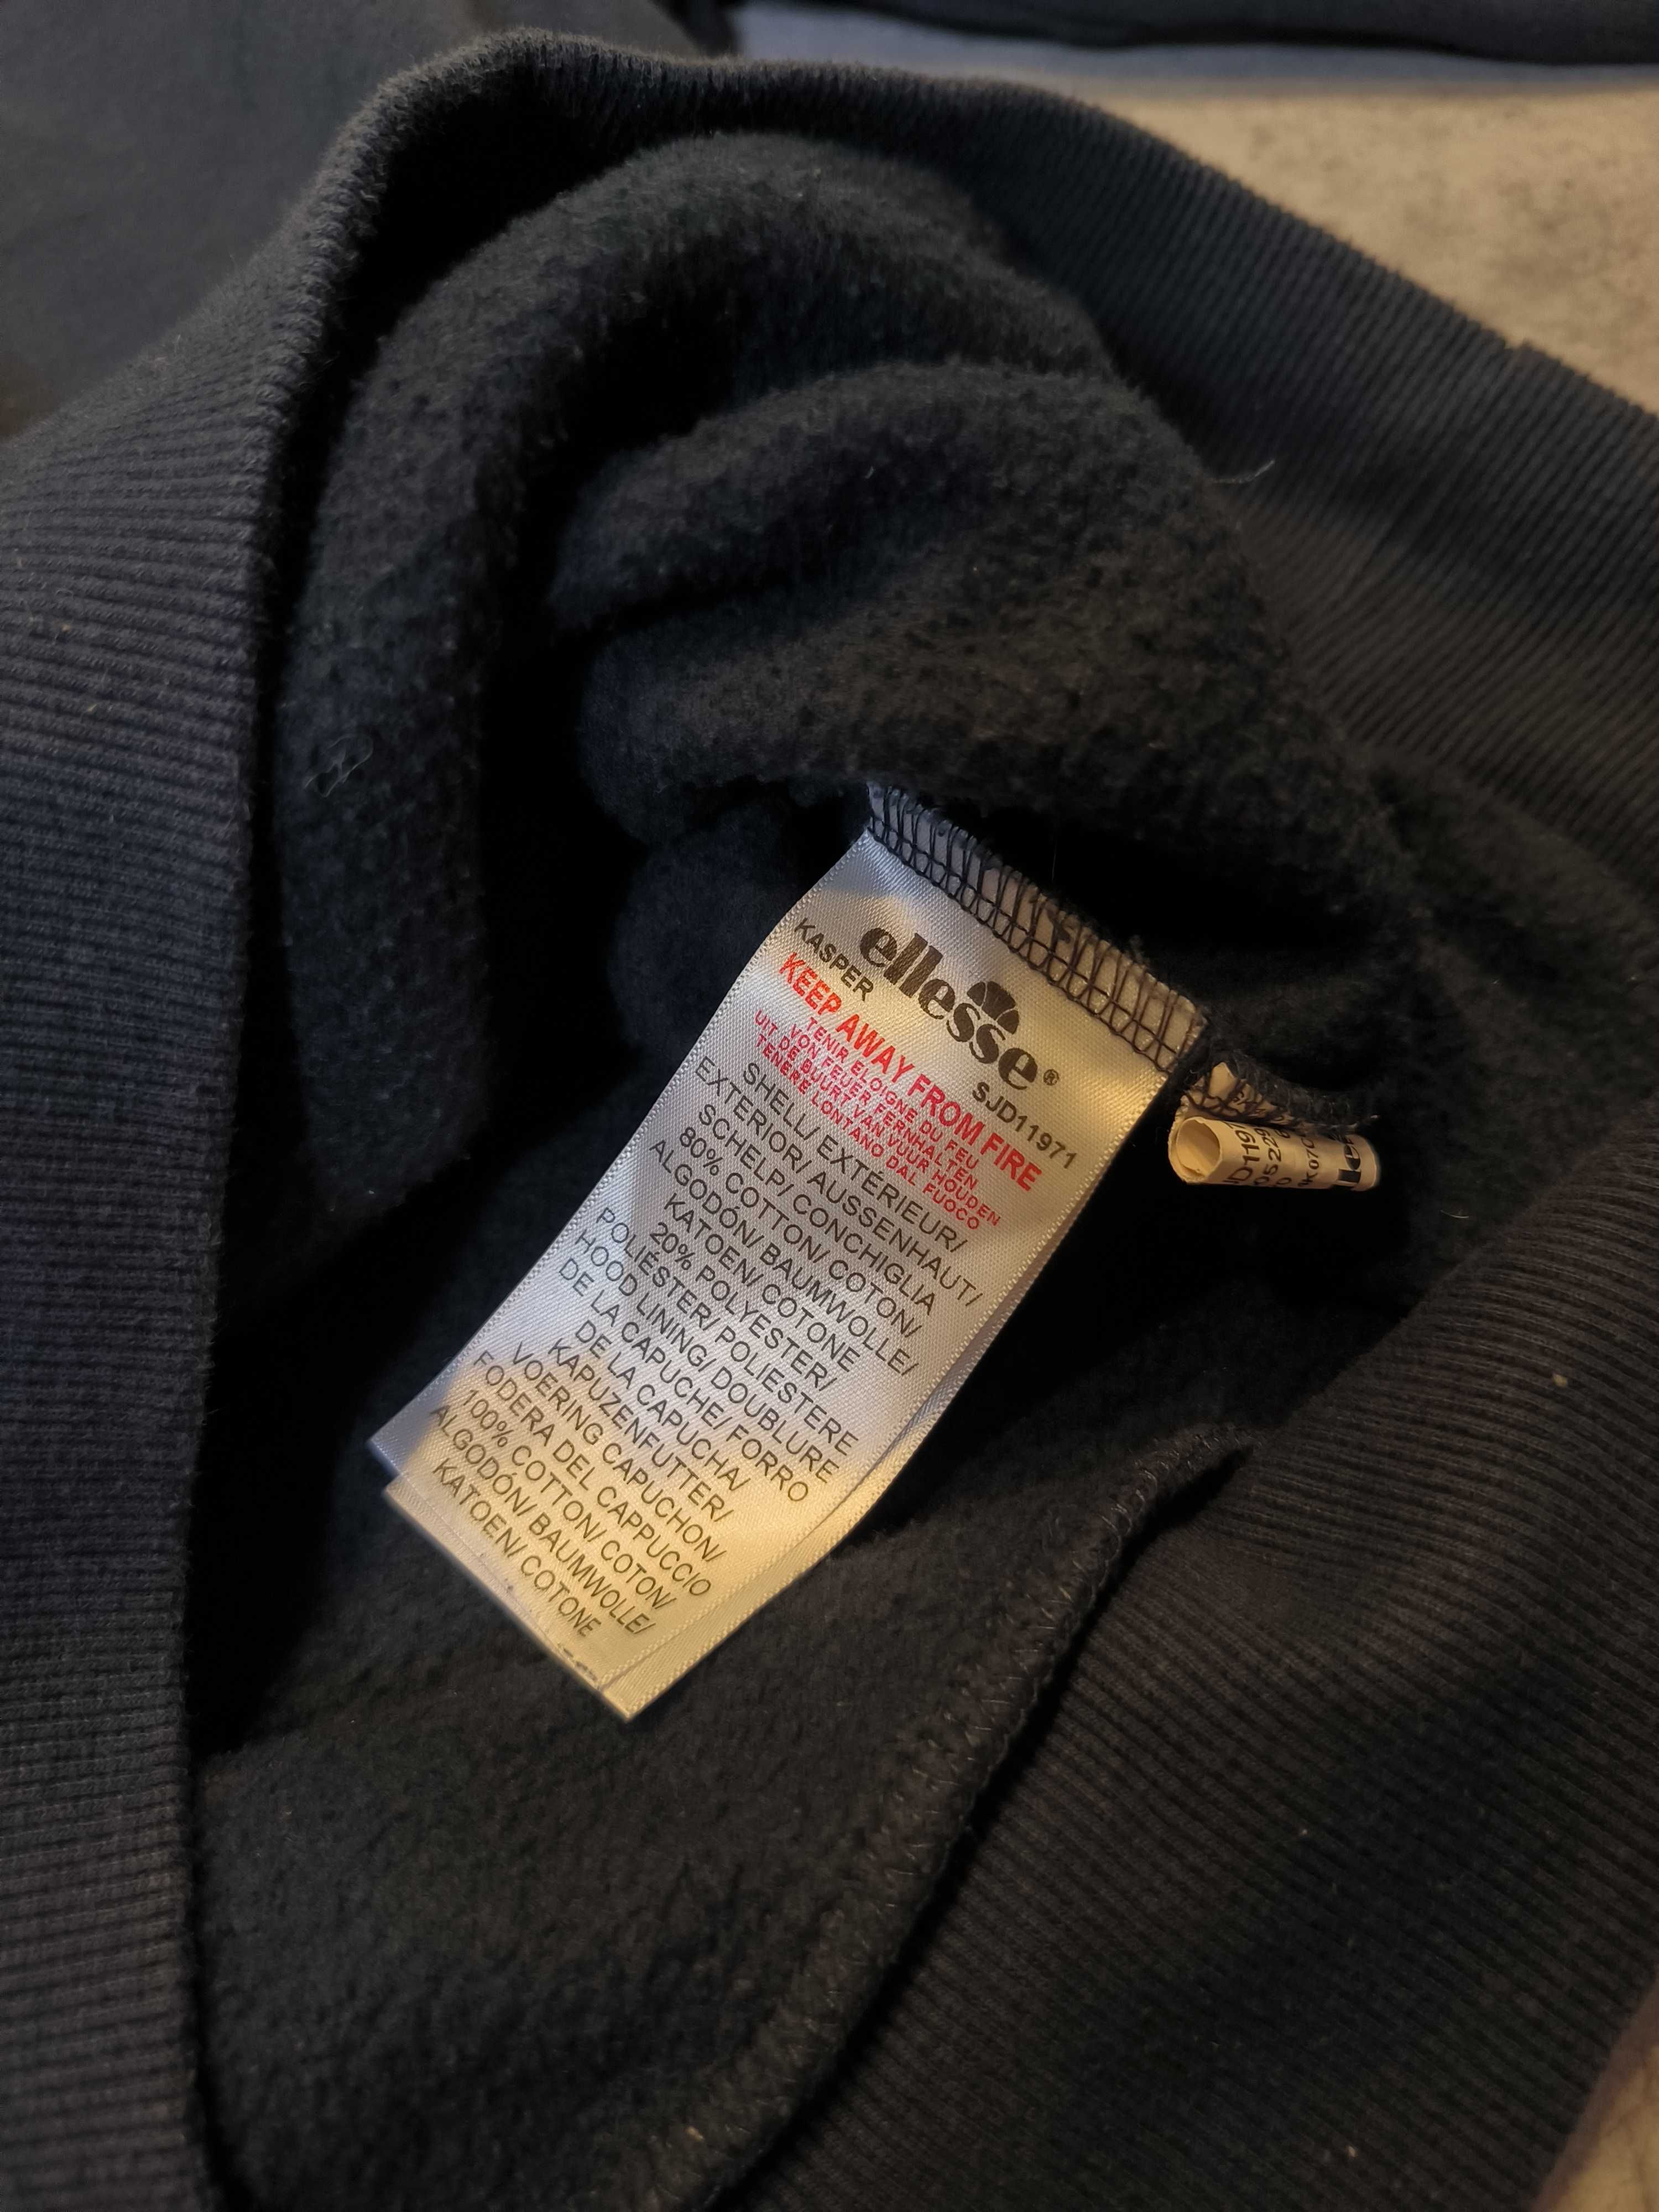 ellesse®
KASPER SJD11971
KEEP AWAY FROM FIRE
TENIR ELOIGNE DU FEU
VON FEUER FERNHALTEN
UIT DE BUURT VAN VUUR HOUDEN
TENERE LONTANO DAL FUOCO
SHELL/ EXTÉRIEUR/
EXTERIOR/ AUSSENHAUT/
SCHELP/ CONCHIGLIA
80% COTTON/ COTON/
ALGODÓN/ BAUMWOLLE/
KATOEN/ COTONE
20% POLYESTER/
POLIÉSTER/ POLIESTERE
HOOD LINING/ DOUBLURE
DE LA CAPUCHE/ FORRO
DE LA CAPUCHA/
KAPUZENFUTTER/
VOERING CAPUCHON/
FODERA DEL CAPPUCCIO
100% COTTON/ COTON/
ALGODÓN/ BAUMWOLLE/
KATOEN/ COTONE